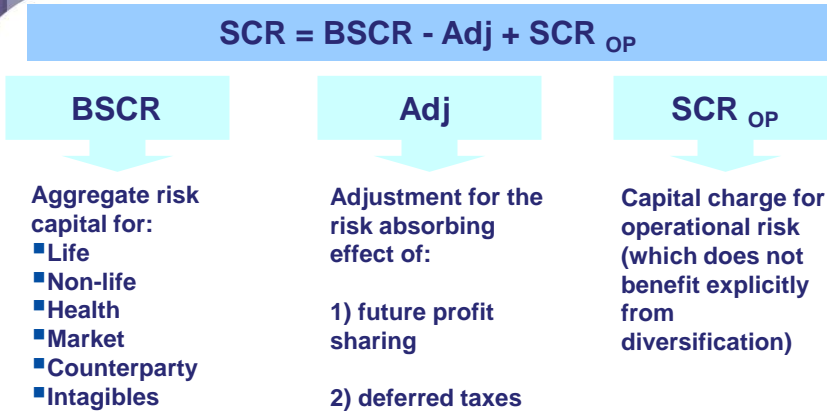 SCR = BSCR - Adj + SCR OP
BSCR
Aggregate risk
capital for:
▪Life
▪Non-life
▪Health
▪Market
▪Counterparty
▪Intagibles
Adj
Adjustment for the
risk absorbing
effect of:
1) future profit
sharing
2) deferred taxes
SCR OP
Capital charge for
operational risk
(which does not
benefit explicitly
from
diversification)